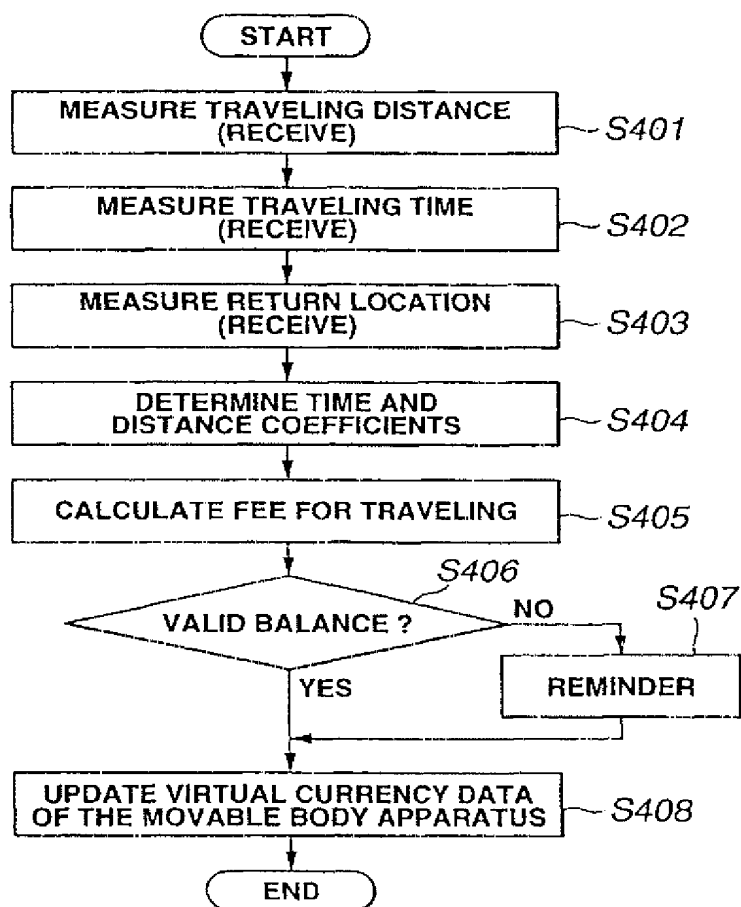 START
MEASURE TRAVELING DISTANCE
(RECEIVE)
S401
MEASURE TRAVELING TIME
(RECEIVE)
S402
MEASURE RETURN LOCATION
(RECEIVE)
S403
DETERMINE TIME AND
DISTANCE COEFFICIENTS
S404
CALCULATE FEE FOR TRAVELING
S405
S406
VALID BALANCE ?
NO
S407
YES
REMINDER
UPDATE VIRTUAL CURRENCY DATA
OF THE MOVABLE BODY APPARATUS
S408
END